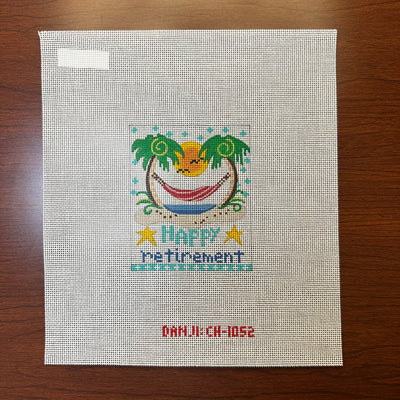 HAPPY
retirement
DANJI: CH-1052